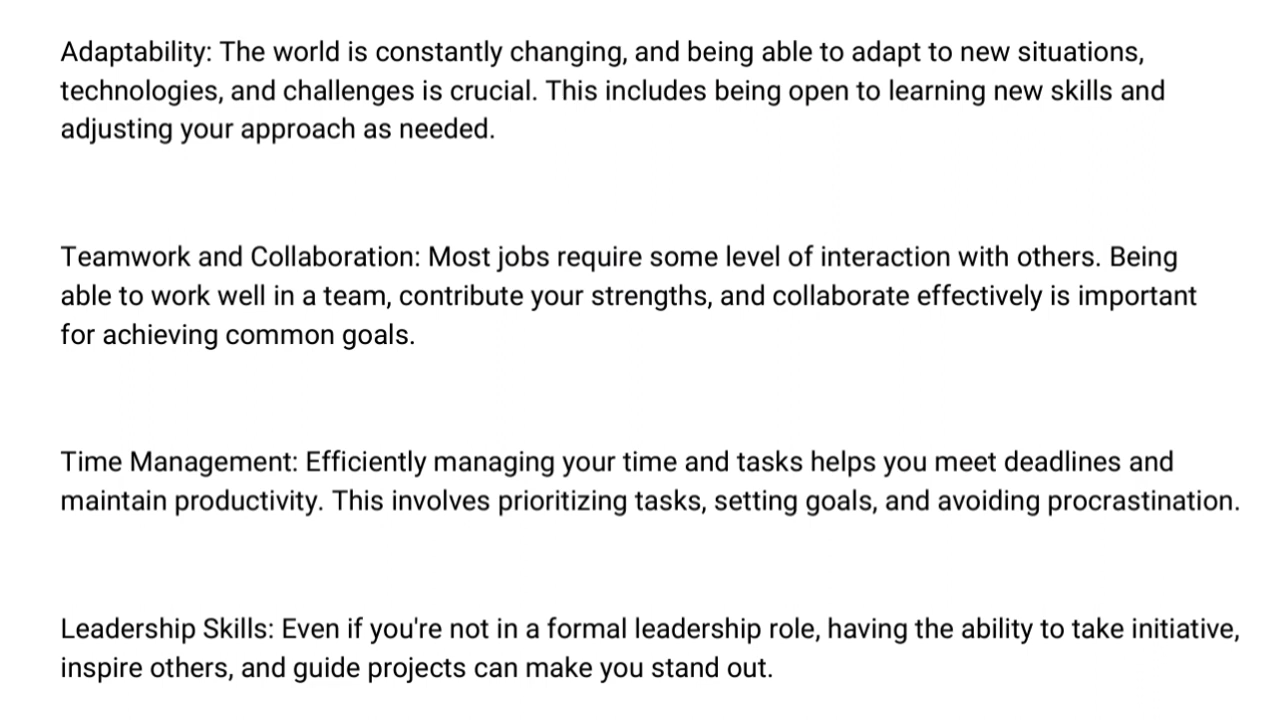 Adaptability: The world is constantly changing, and being able to adapt to new situations,
technologies, and challenges is crucial. This includes being open to learning new skills and
adjusting your approach as needed.
Teamwork and Collaboration: Most jobs require some level of interaction with others. Being
able to work well in a team, contribute your strengths, and collaborate effectively is important
for achieving common goals.
Time Management: Efficiently managing your time and tasks helps you meet deadlines and
maintain productivity. This involves prioritizing tasks, setting goals, and avoiding procrastination.
Leadership Skills: Even if you're not in a formal leadership role, having the ability to take initiative,
inspire others, and guide projects can make you stand out.